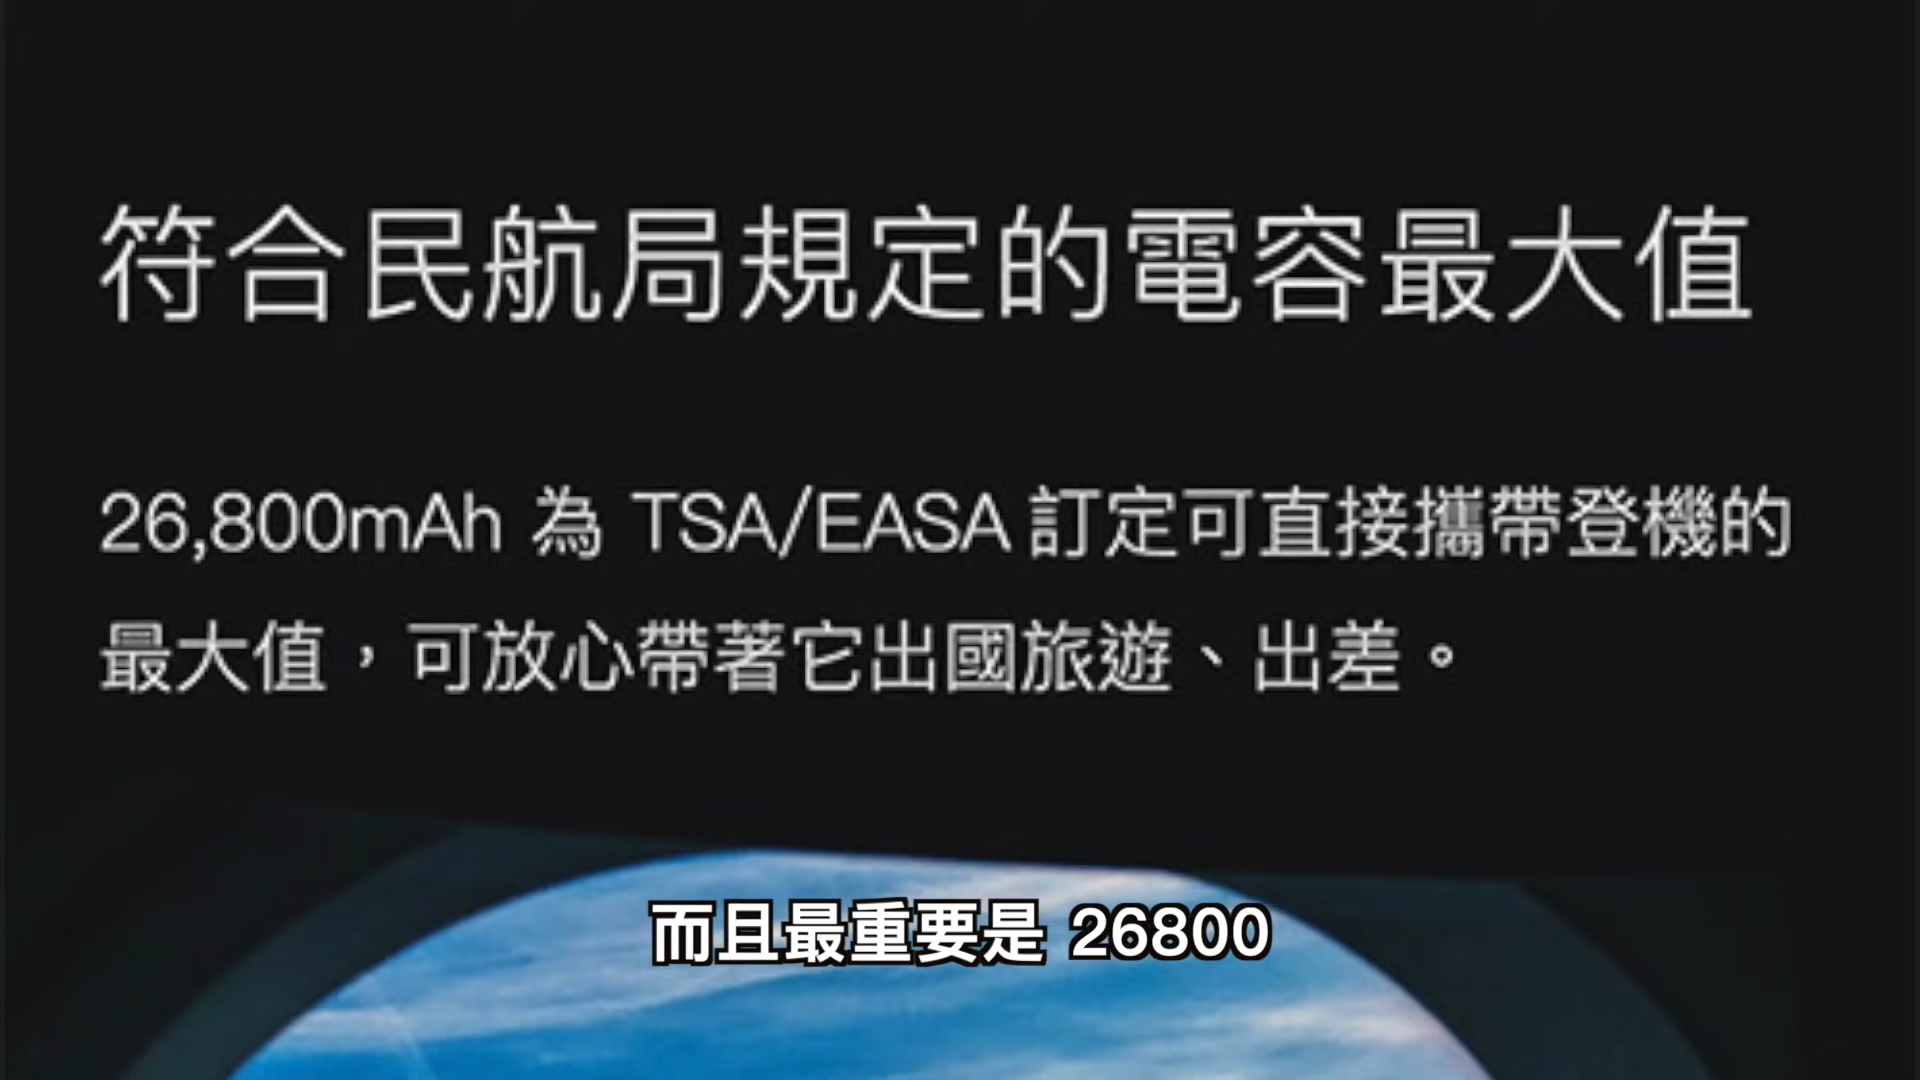 符合民航局規定的電容最大值
26,800mAh 為 TSA/EASA 訂定可直接攜帶登機的
最大值，可放心帶著它出國旅遊、出差。
而且最重要是 26800